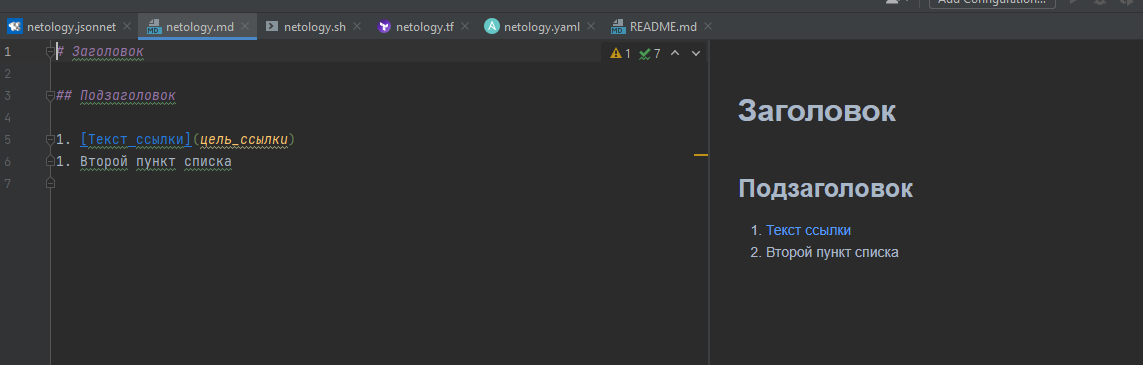 Add Configuration...
netology.jsonnet netology.md netology.sh netology.tf netology.yaml README.md
1 # Заголовок
2
3 ## Подзаголовок
4
5 1. [Текст ссылки](цель_ссылки)
6 1. Второй пункт списка
7
1 7
Заголовок
Подзаголовок
1. Текст ссылки
2. Второй пункт списка